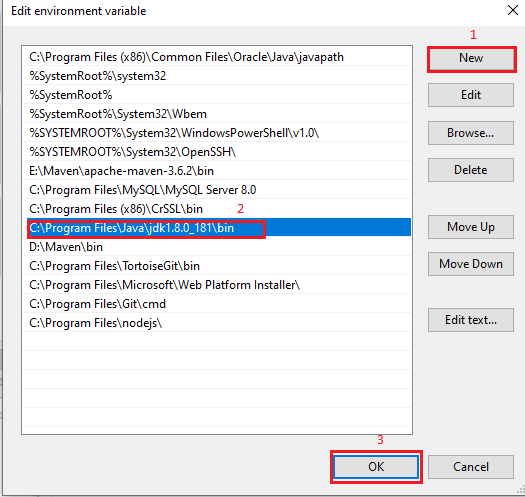 Edit environment variable
1
C:\Program Files (x86)\Common Files\Oracle\Java\javapath
New
%SystemRoot%\system32
%SystemRoot%
Edit
%SystemRoot%\System32\Wbem
%SYSTEMROOT%\System32\WindowsPowerShell\v1.0\
Browse...
%SYSTEMROOT%\System32\OpenSSH\
E:\Maven\apache-maven-3.6.2\bin
Delete
C:\Program Files\MySQL\MySQL Server 8.0
C:\Program Files (x86)\CrSSL\bin
2
C:\Program Files\Java\jdk1.8.0_181\bin
Move Up
D:\Maven\bin
C:\Program Files\TortoiseGit\bin
Move Down
C:\Program Files\Microsoft\Web Platform Installer\
C:\Program Files\Git\cmd
C:\Program Files\nodejs\
Edit text...
3
OK
Cancel